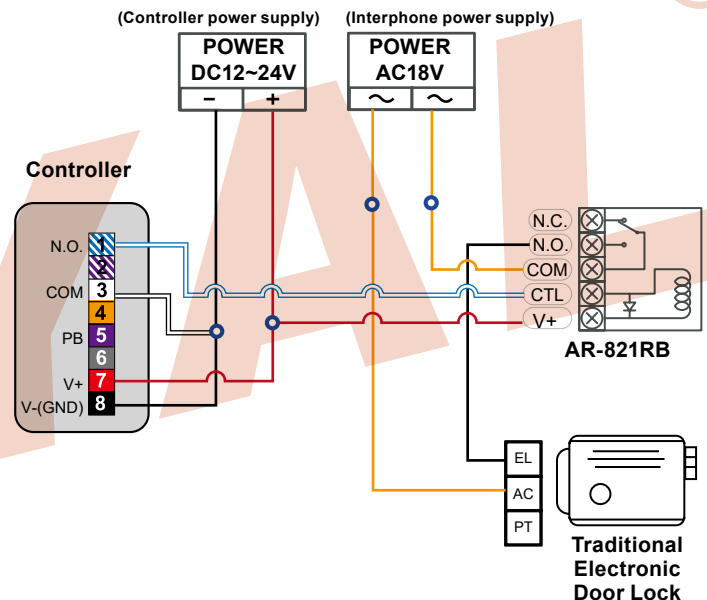 (Controller power supply)
(Interphone power supply)
POWER
DC12~24V
− +
POWER
AC18V
~ ~
Controller
N.O. 1
2
COM 3
4
PB 5
6
V+ 7
V-(GND) 8
N.C.
N.O.
COM
CTL
V+
AR-821RB
EL
AC
PT
Traditional
Electronic
Door Lock